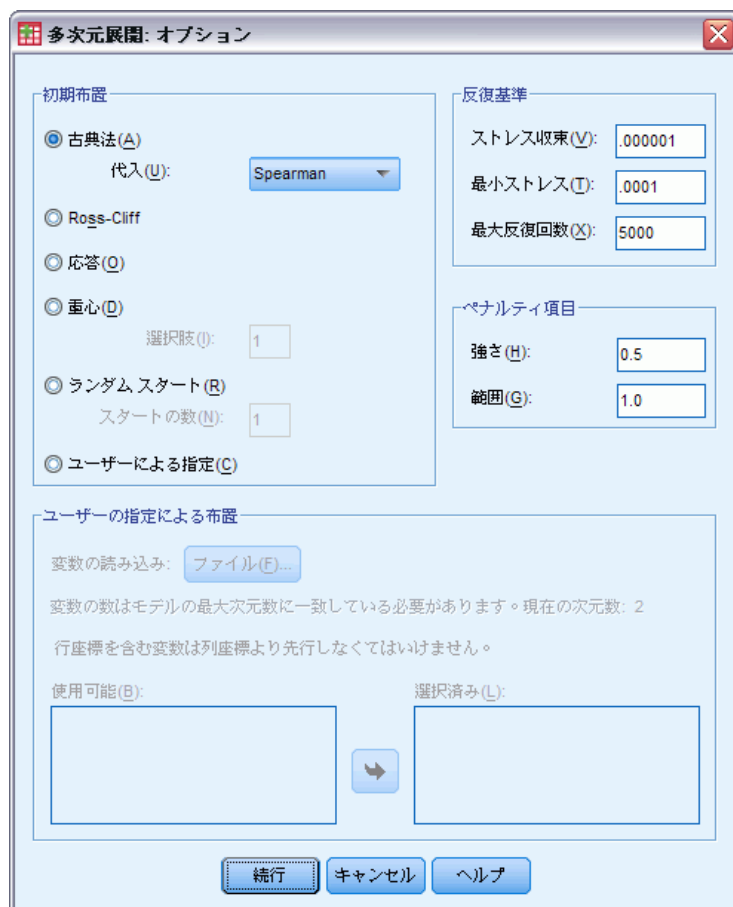 多次元展開: オプション
初期布置
古典法(A)
代入(U):
Spearman
Ross-Cliff
応答(O)
重心(D)
選択肢(I):
1
ランダム スタート(R)
スタートの数(N):
1
ユーザーによる指定(C)
反復基準
ストレス収束(V):
.000001
最小ストレス(T):
.0001
最大反復回数(X):
5000
ペナルティ項目
強さ(H):
0.5
範囲(G):
1.0
ユーザーの指定による布置
変数の読み込み:
ファイル(F)...
変数の数はモデルの最大次元数に一致している必要があります。現在の次元数: 2
行座標を含む変数は列座標より先行しなくてはいけません。
使用可能(B):
選択済み(L):
続行
キャンセル
ヘルプ